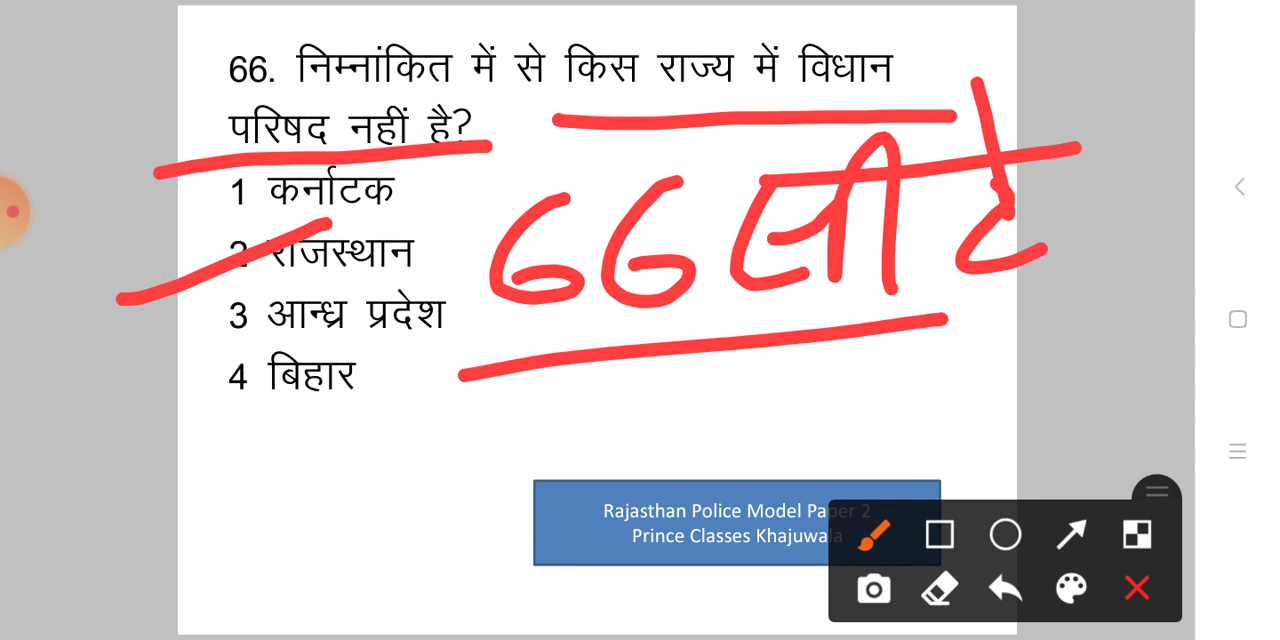 66. निम्नांकित में से किस राज्य में विधान
परिषद नहीं है?
1 कर्नाटक
2 राजस्थान
3 आन्ध्र प्रदेश
4 बिहार
66 सीटे
Rajasthan Police Model Paper 2
Prince Classes Khajuwala